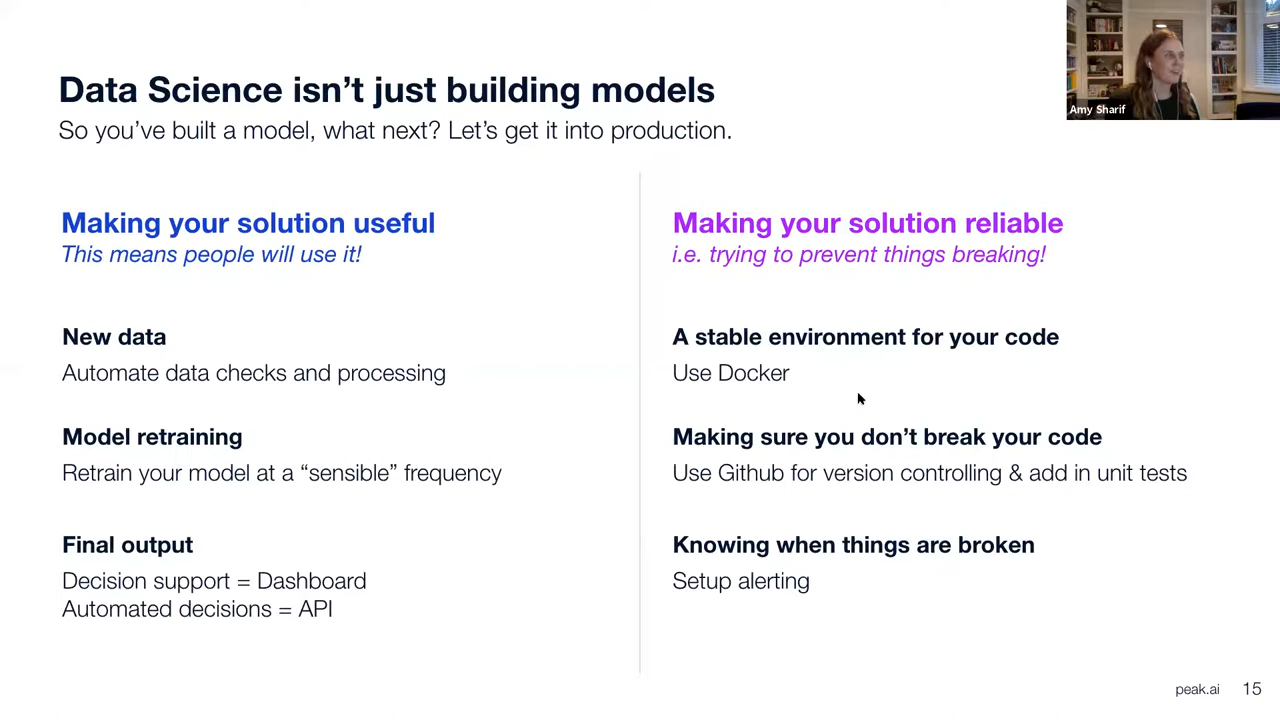 Data Science isn’t just building models
So you’ve built a model, what next? Let’s get it into production.
Amy Sharif
Making your solution useful
This means people will use it!
New data
Automate data checks and processing
Model retraining
Retrain your model at a “sensible” frequency
Final output
Decision support = Dashboard
Automated decisions = API
Making your solution reliable
i.e. trying to prevent things breaking!
A stable environment for your code
Use Docker
Making sure you don’t break your code
Use Github for version controlling & add in unit tests
Knowing when things are broken
Setup alerting
peak.ai 15